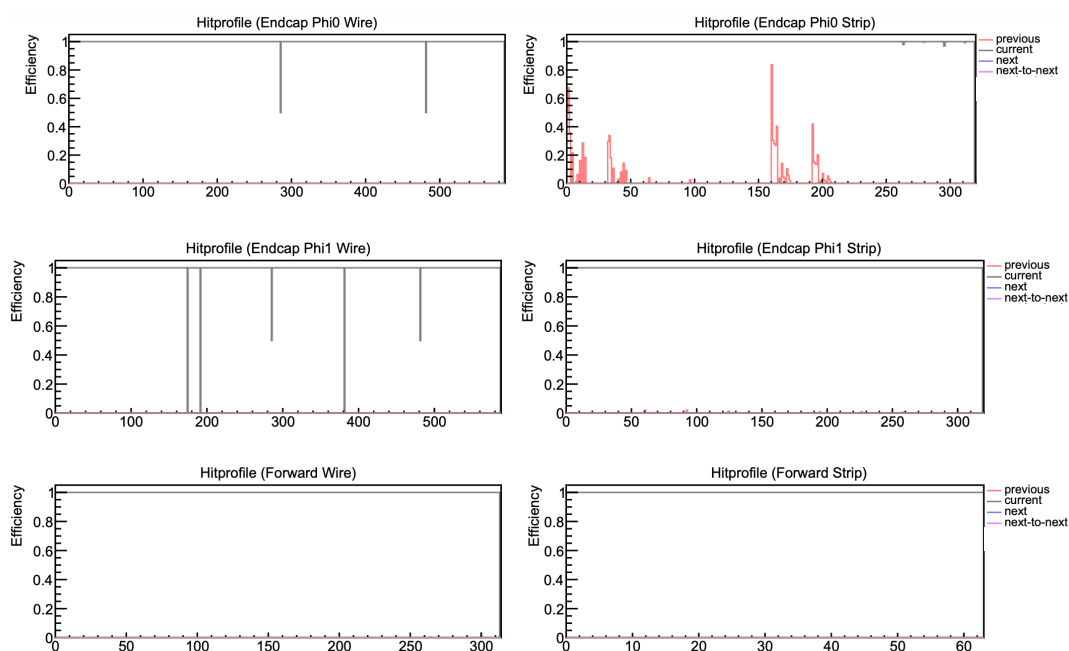 Hitprofile (Endcap Phi0 Wire)
Efficiency
1
0.8
0.6
0.4
0.2
0
0 100 200 300 400 500
Hitprofile (Endcap Phi0 Strip)
Efficiency
1
0.8
0.6
0.4
0.2
0
0 50 100 150 200 250 300
previous
current
next
next-to-next
Hitprofile (Endcap Phi1 Wire)
Efficiency
1
0.8
0.6
0.4
0.2
0
0 100 200 300 400 500
Hitprofile (Endcap Phi1 Strip)
Efficiency
1
0.8
0.6
0.4
0.2
0
0 50 100 150 200 250 300
previous
current
next
next-to-next
Hitprofile (Forward Wire)
Efficiency
1
0.8
0.6
0.4
0.2
0
0 50 100 150 200 250 300
Hitprofile (Forward Strip)
Efficiency
1
0.8
0.6
0.4
0.2
0
0 10 20 30 40 50 60
previous
current
next
next-to-next